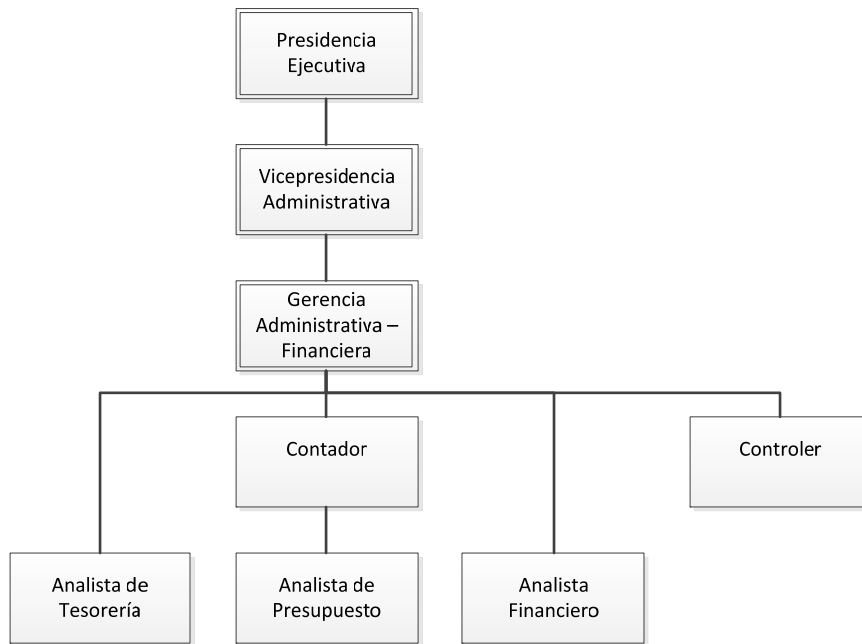 Presidencia
Ejecutiva
Vicepresidencia
Administrativa
Gerencia
Administrativa –
Financiera
Contador
Controler
Analista de
Tesorería
Analista de
Presupuesto
Analista
Financiero